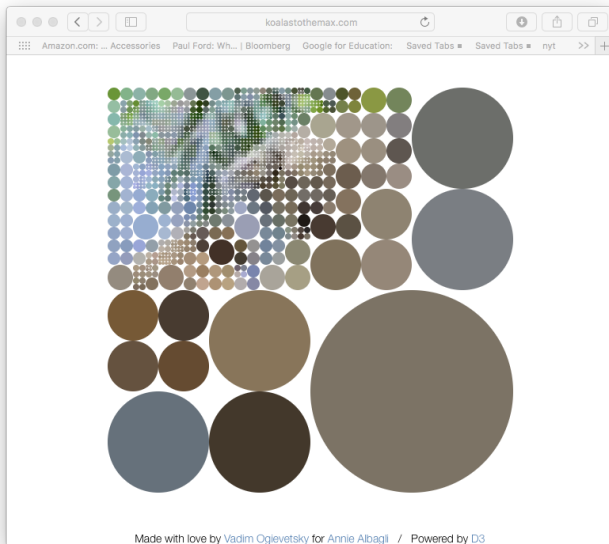 koalastothemax.com
Amazon.com: ... Accessories Paul Ford: Wh... | Bloomberg Google for Education: Saved Tabs Saved Tabs nyt >>
Made with love by Vadim Ogievetsky for Annie Albagli / Powered by D3